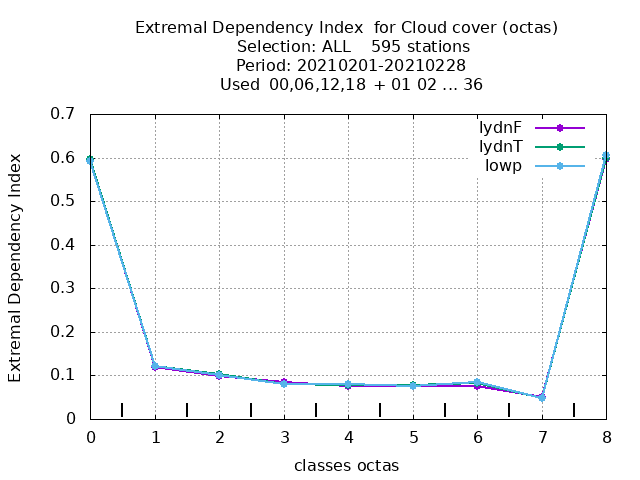 Extremal Dependency Index  for Cloud cover (octas)
Selection: ALL    595 stations
Period: 20210201-20210228
Used  00,06,12,18  + 01 02 ... 36
0.7
0.6
0.5
0.4
0.3
0.2
0.1
0
Extremal Dependency Index
lydnF
lydnT
lowp
0 1 2 3 4 5 6 7 8
classes octas